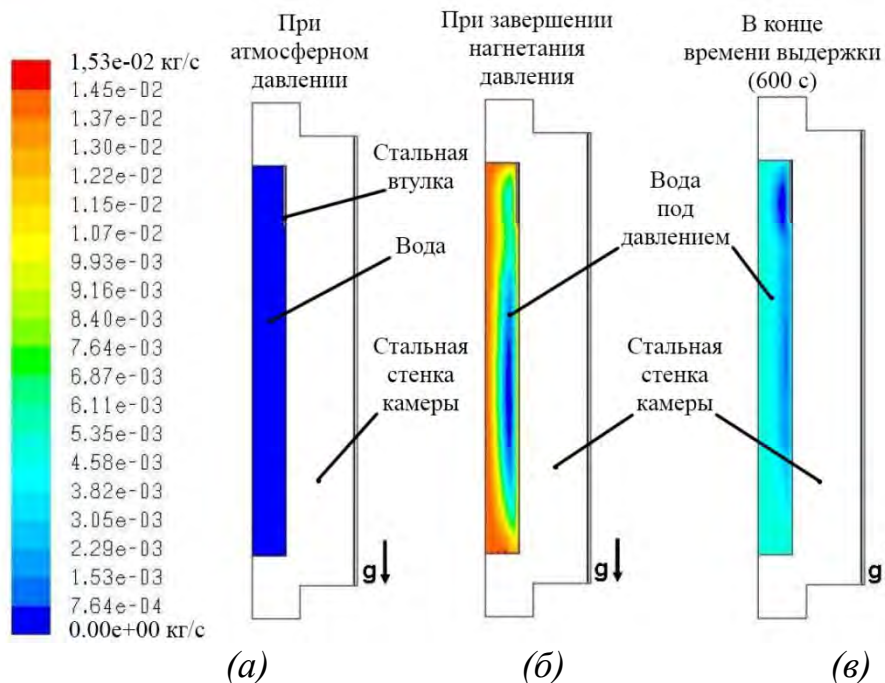 При
атмосферном
давлении
При завершении
нагнетания
давления
В конце
времени выдержки
(600 с)
1,53e-02 кг/с
1.45e-02
1.37e-02
1.30e-02
1.22e-02
1.15e-02
1.07e-02
9.93e-03
9.16e-03
8.40e-03
7.64e-03
6.87e-03
6.11e-03
5.35e-03
4.58e-03
3.82e-03
3.05e-03
2.29e-03
1.53e-03
7.64e-04
0.00e+00 кг/с
Стальная
втулка
Вода
Стальная
стенка
камеры
g
Вода
под
давлением
Стальная
стенка
камеры
g
g
(а)
(б)
(в)